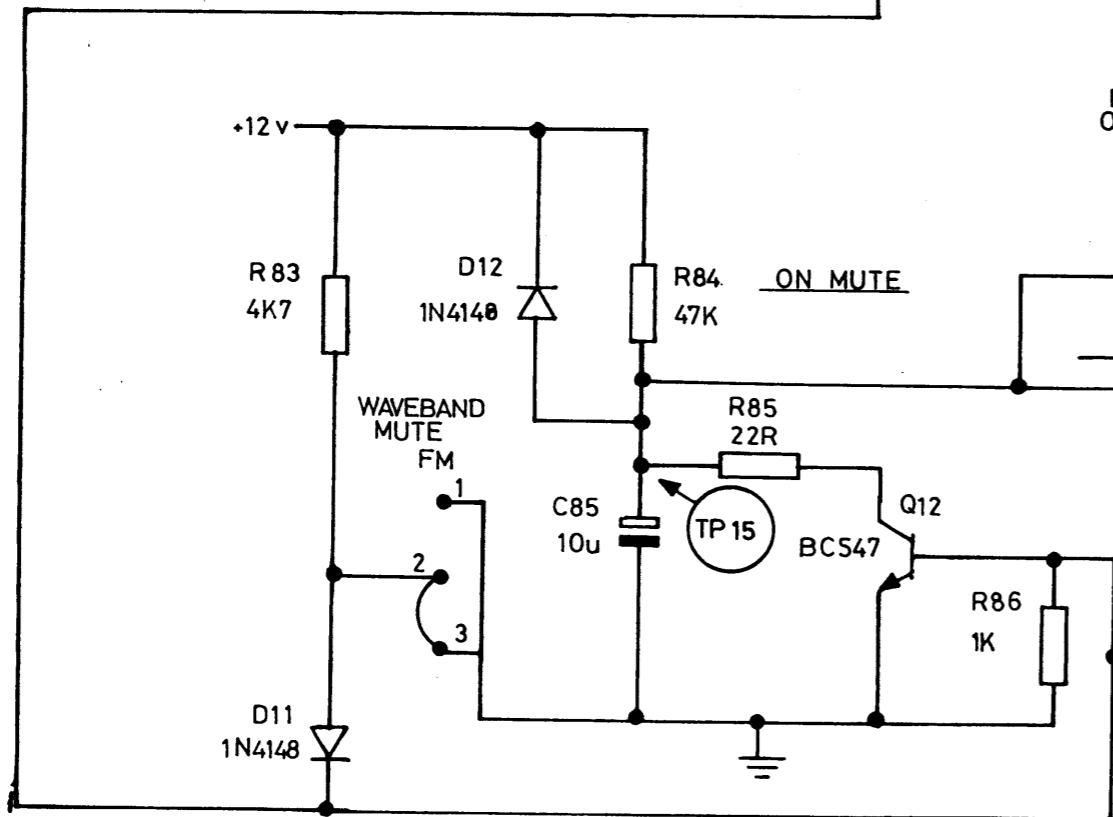 +12 v
R83
4K7
D12
1N4148
R84
47K
ON MUTE
WAVEBAND
MUTE
FM
1
2
3
R85
22R
C85
10u
TP 15
Q12
BC547
R86
1K
D11
1N4148